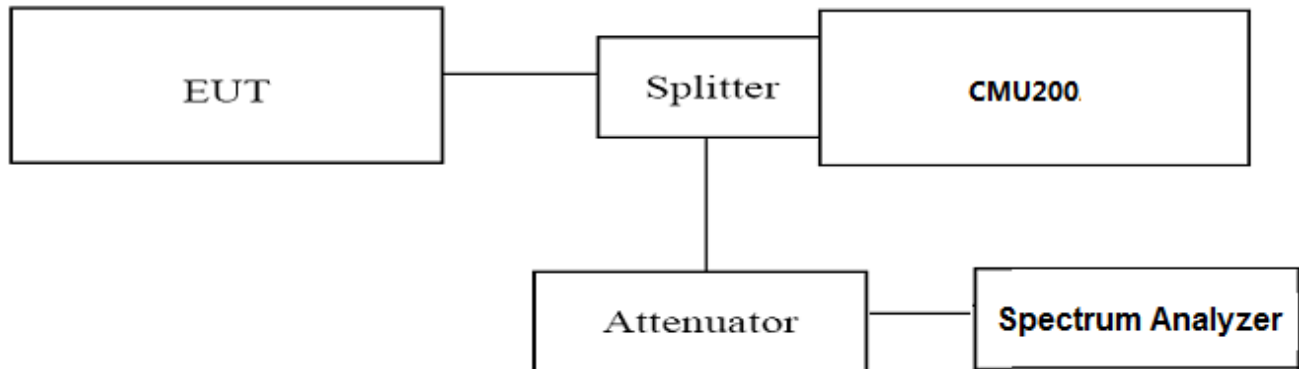 EUT
Splitter
CMU200.
Attenuator
Spectrum Analyzer